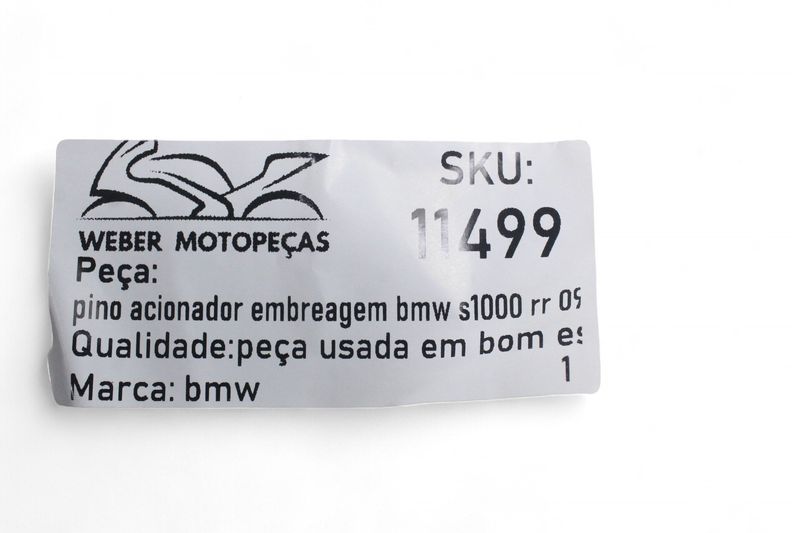 WEBER MOTOPEÇAS
SKU:
11499
Peça:
pino acionador embreagem bmw s1000 rr
Qualidade:peça usada em bom
1
Marca: bmw